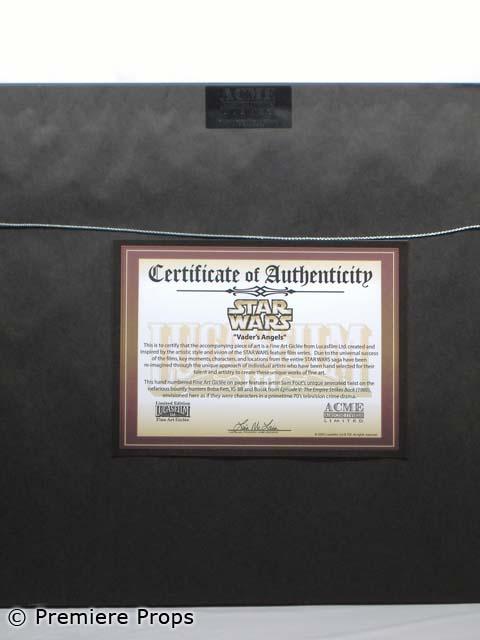 ACME
Certificate of Authenticity
STAR
WARS
"Vader's Angels"
This is to certify that the accompanying piece of art is a Fine Art Giclée from Lucasfilm Ltd. created and
inspired by the artistic style and vision of the STAR WARS feature film series. Due to the universal success
of the films, key moments, characters, and locations from the STAR WARS saga have been
re-imagined through the unique approach of individual artists who have been hand selected for their
talent and artistry to create these unique works of fine art.
This hand numbered Fine Art Giclée on paper features artist Sam Fout's unique animated twist on the
nefarious bounty hunters Boba Fett, IG-88 and Bossk from Episode V: The Empire Strikes Back (1980),
envisioned here as if they were characters in a primetime 70's television crime drama.
Limited Edition
LUCASFILM
Ltd.
Fine Art Giclée
ACME
LIMITED
© Premiere Props